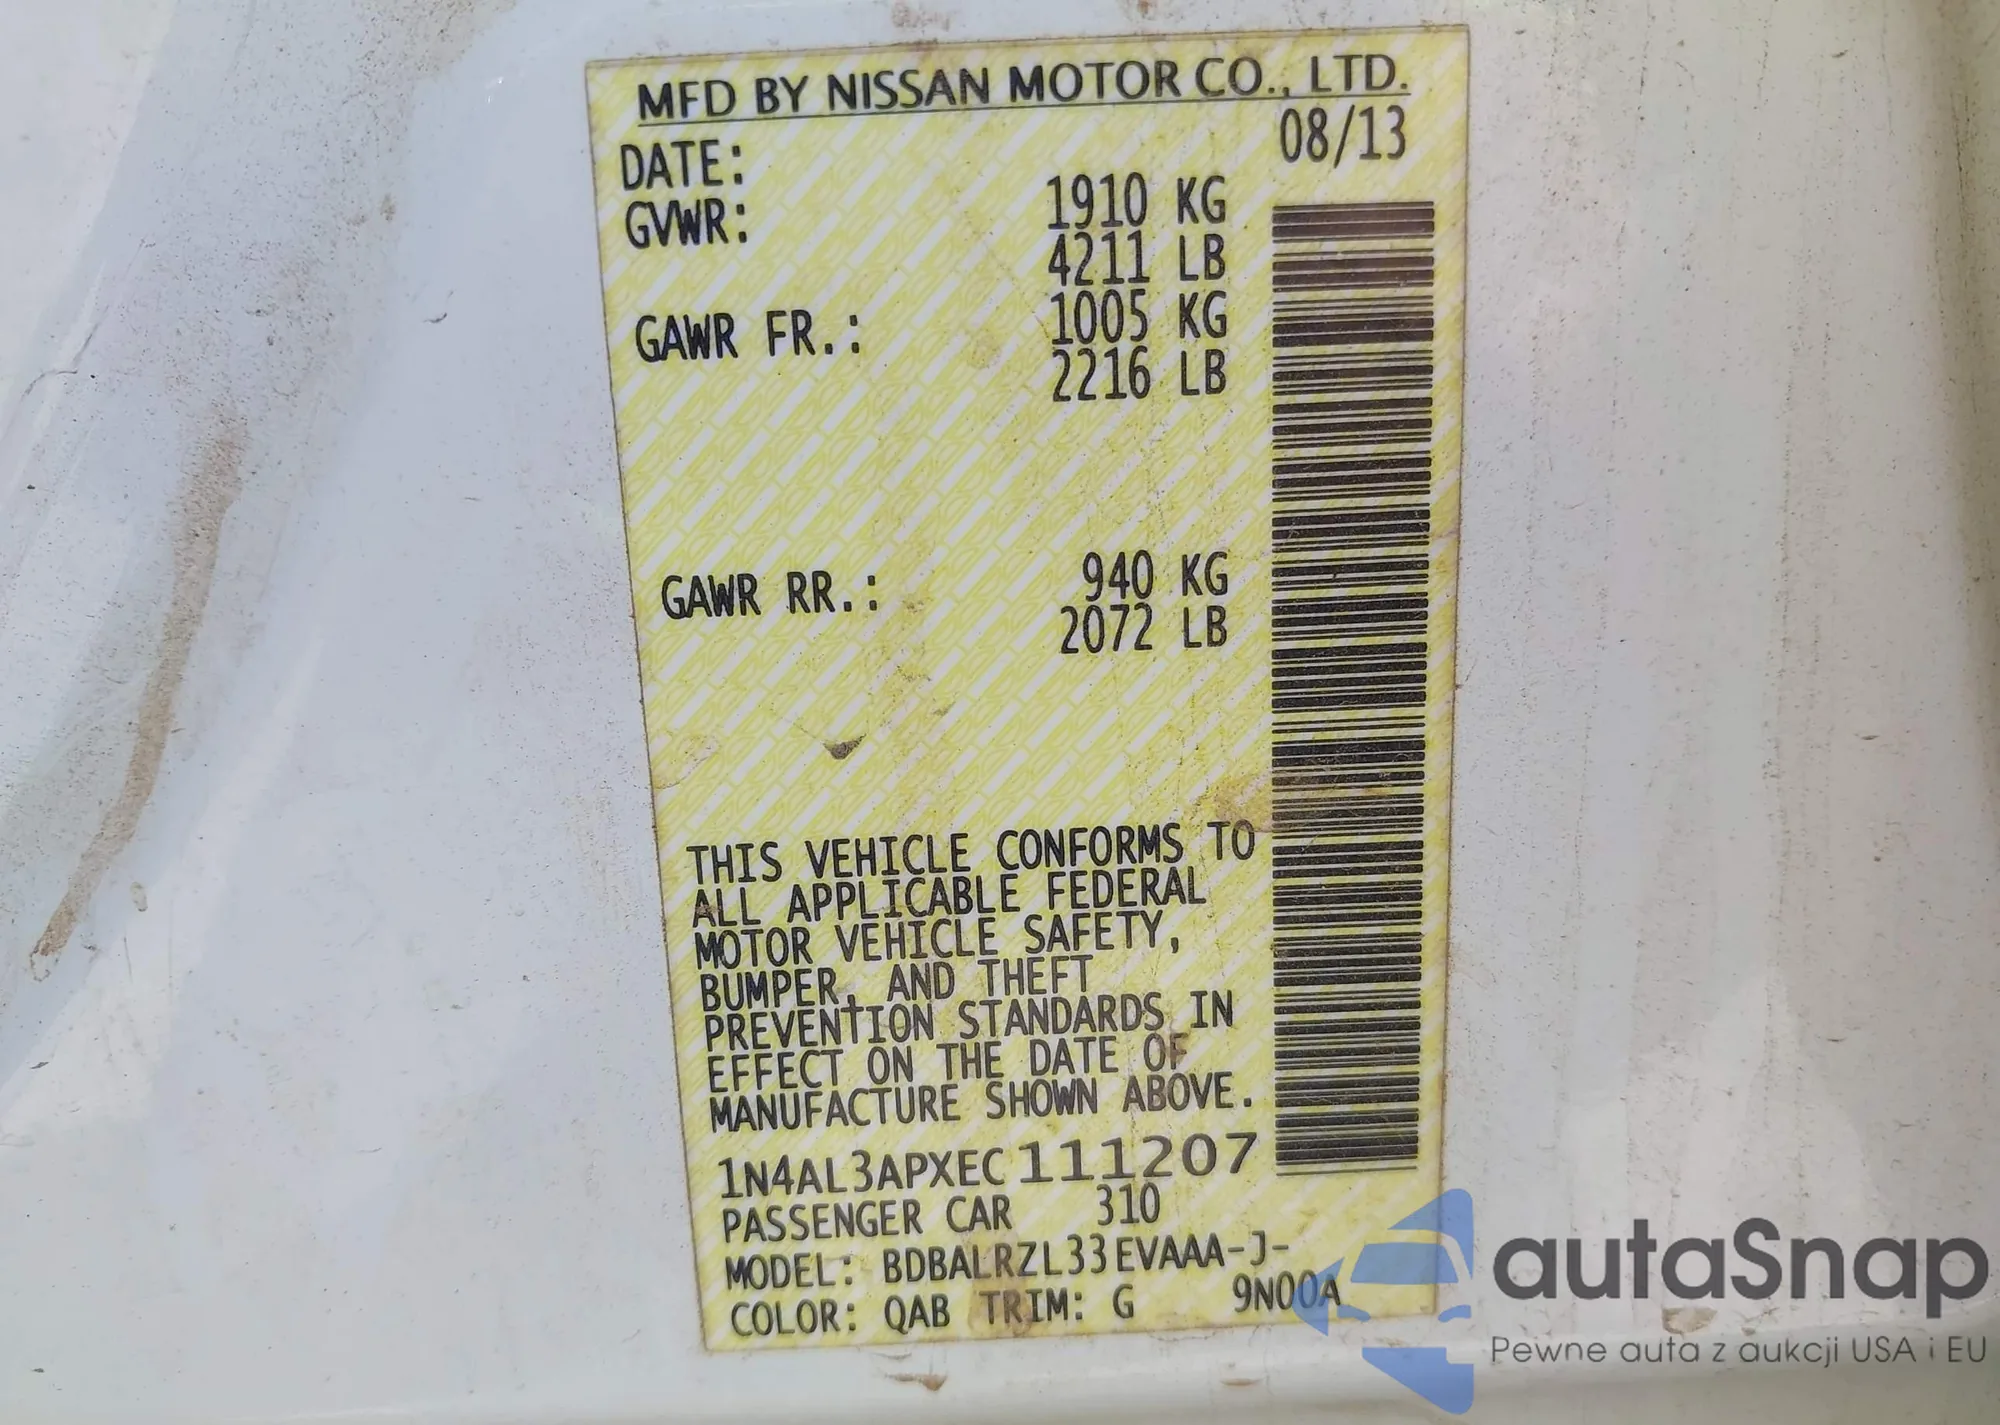 MFD BY NISSAN MOTOR CO., LTD.
DATE: 08/13
GVWR: 1910 KG
4211 LB
GAWR FR.: 1005 KG
2216 LB
GAWR RR.: 940 KG
2072 LB
THIS VEHICLE CONFORMS TO
ALL APPLICABLE FEDERAL
MOTOR VEHICLE SAFETY,
BUMPER, AND THEFT
PREVENTION STANDARDS IN
EFFECT ON THE DATE OF
MANUFACTURE SHOWN ABOVE.
1N4AL3APXEC111207
PASSENGER CAR 310
MODEL: BDBALRZL33EVAAA-J-
COLOR: QAB TRIM: G 9N00A
autaSnap
Pewne auta z aukcji USA i EU